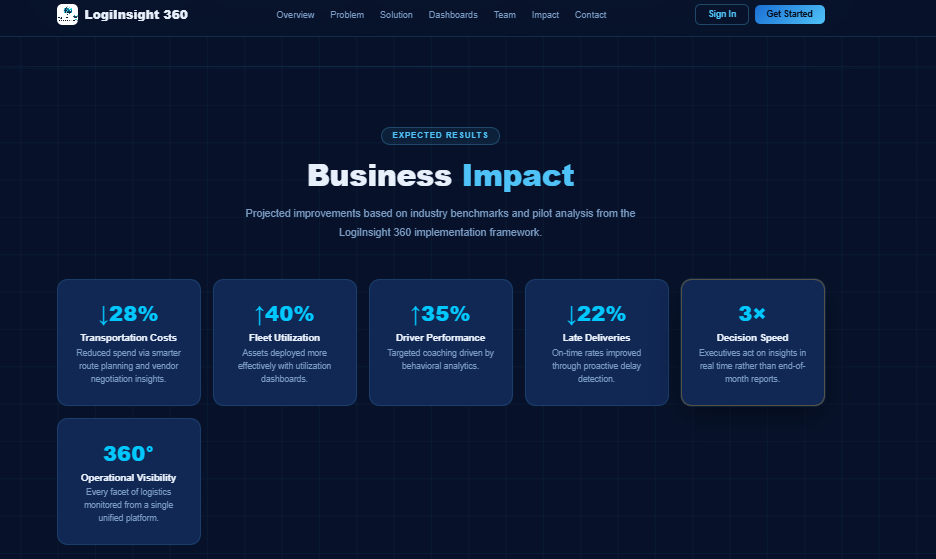 LogiInsight 360
Overview Problem Solution Dashboards Team Impact Contact
Sign In Get Started
EXPECTED RESULTS
Business Impact
Projected improvements based on industry benchmarks and pilot analysis from the
LogiInsight 360 implementation framework.
↓28%
Transportation Costs
Reduced spend via smarter
route planning and vendor
negotiation insights.
↑40%
Fleet Utilization
Assets deployed more
effectively with utilization
dashboards.
↑35%
Driver Performance
Targeted coaching driven by
behavioral analytics.
↓22%
Late Deliveries
On-time rates improved
through proactive delay
detection.
3×
Decision Speed
Executives act on insights in
real time rather than end-of-
month reports.
360°
Operational Visibility
Every facet of logistics
monitored from a single
unified platform.